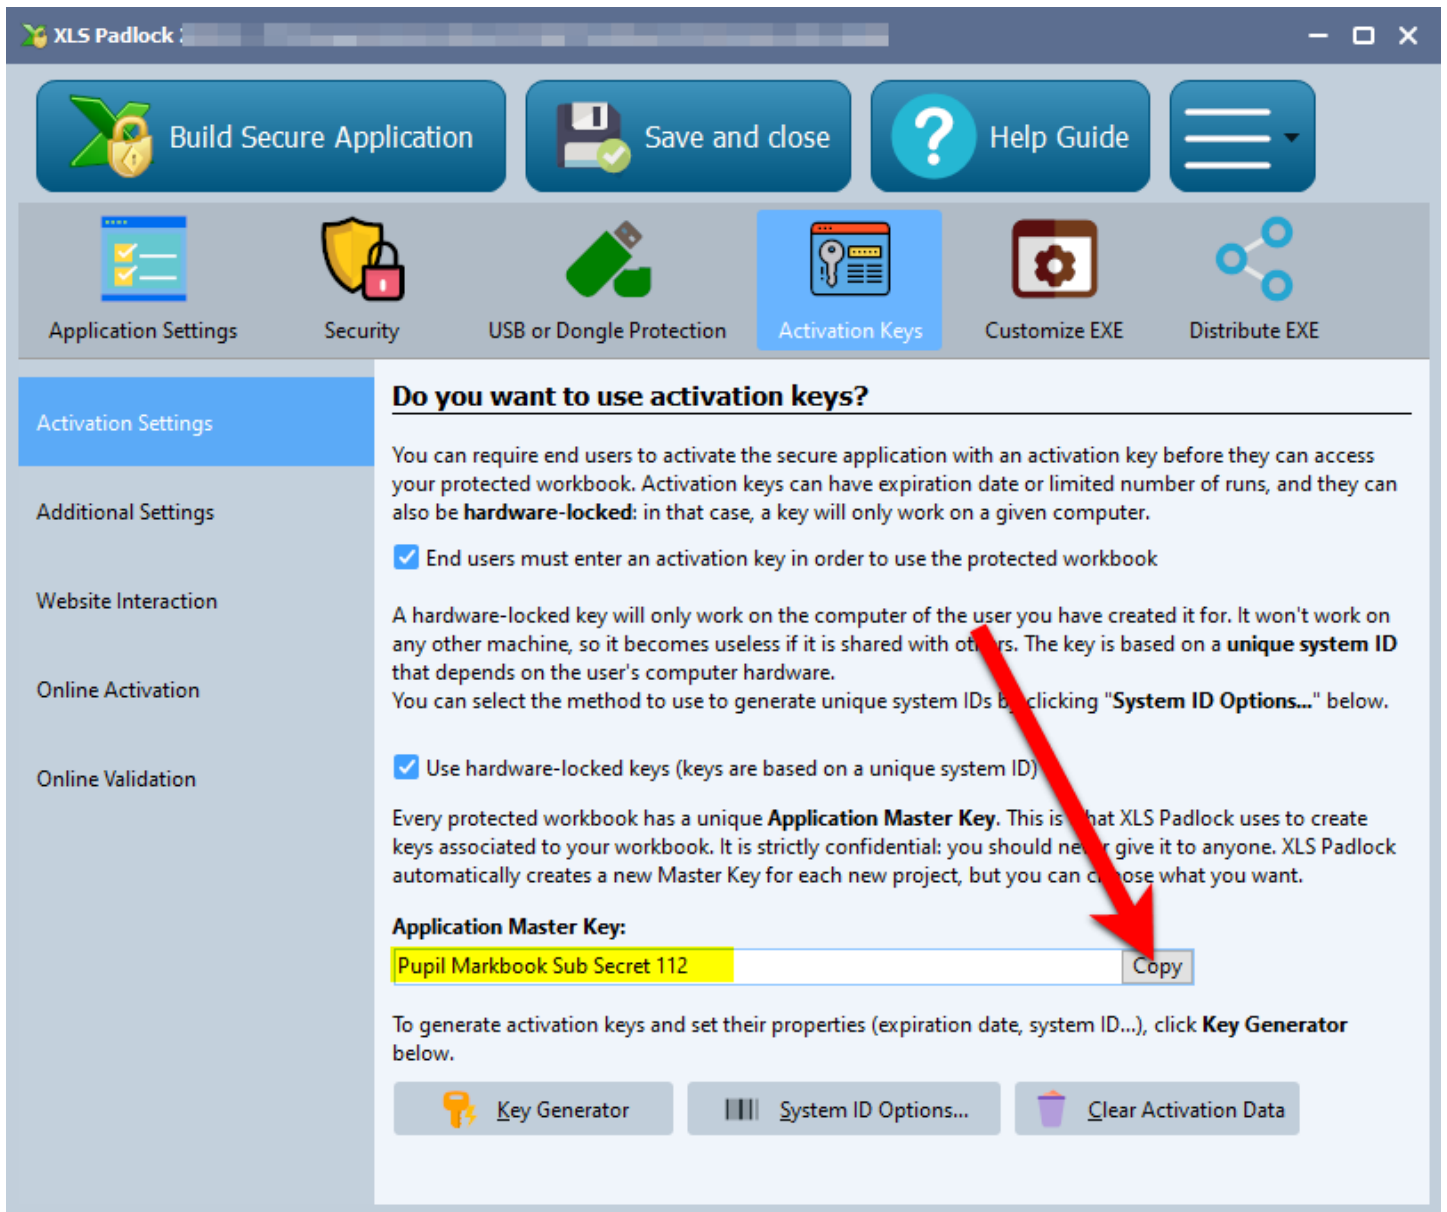 XLS Padlock
Build Secure Application
Save and close
Help Guide
Application Settings
Security
USB or Dongle Protection
Activation Keys
Customize EXE
Distribute EXE
Activation Settings
Additional Settings
Website Interaction
Online Activation
Online Validation
Do you want to use activation keys?
You can require end users to activate the secure application with an activation key before they can access
your protected workbook. Activation keys can have expiration date or limited number of runs, and they can
also be hardware-locked: in that case, a key will only work on a given computer.
End users must enter an activation key in order to use the protected workbook
A hardware-locked key will only work on the computer of the user you have created it for. It won't work on
any other machine, so it becomes useless if it is shared with others. The key is based on a unique system ID
that depends on the user's computer hardware.
You can select the method to use to generate unique system IDs by clicking "System ID Options..." below.
Use hardware-locked keys (keys are based on a unique system ID)
Every protected workbook has a unique Application Master Key. This is what XLS Padlock uses to create
keys associated to your workbook. It is strictly confidential: you should never give it to anyone. XLS Padlock
automatically creates a new Master Key for each new project, but you can choose what you want.
Application Master Key:
Pupil Markbook Sub Secret 112
Copy
To generate activation keys and set their properties (expiration date, system ID...), click Key Generator
below.
Key Generator
System ID Options...
Clear Activation Data